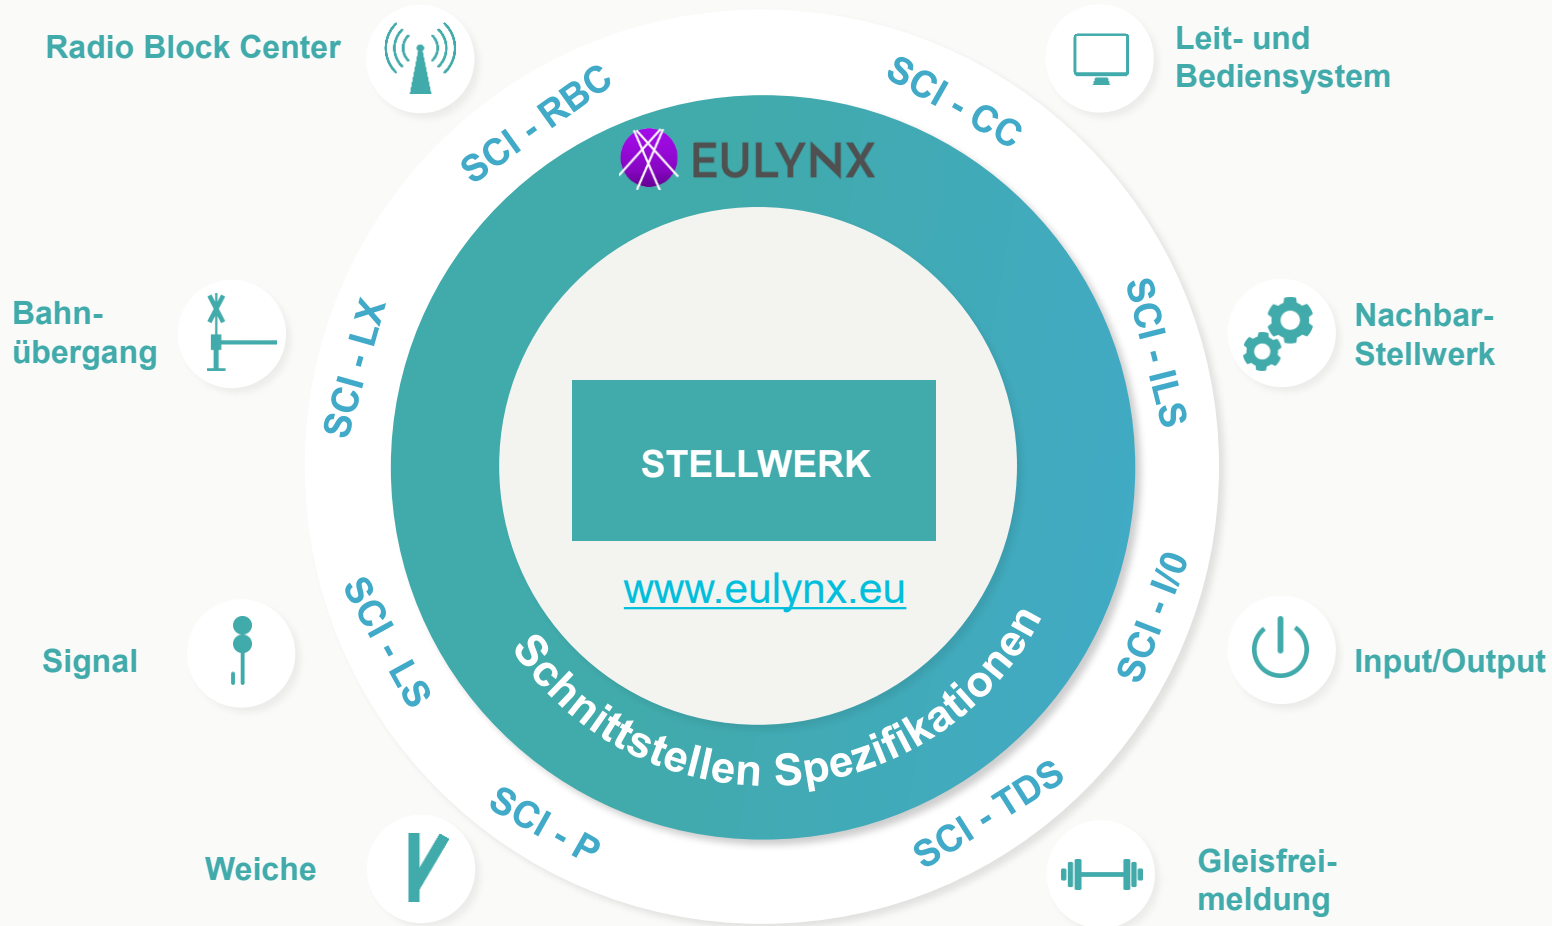 Radio Block Center
Leit- und
Bediensystem
SCI - RBC
SCI - CC
EULYNX
Bahn-
übergang
SCI - LX
SCI - ILS
Nachbar-
Stellwerk
STELLWERK
www.eulynx.eu
Signal
SCI - LS
SCI - I/0
Input/Output
Schnittstellen Spezifikationen
Weiche
SCI - P
SCI - TDS
Gleisfrei-
meldung